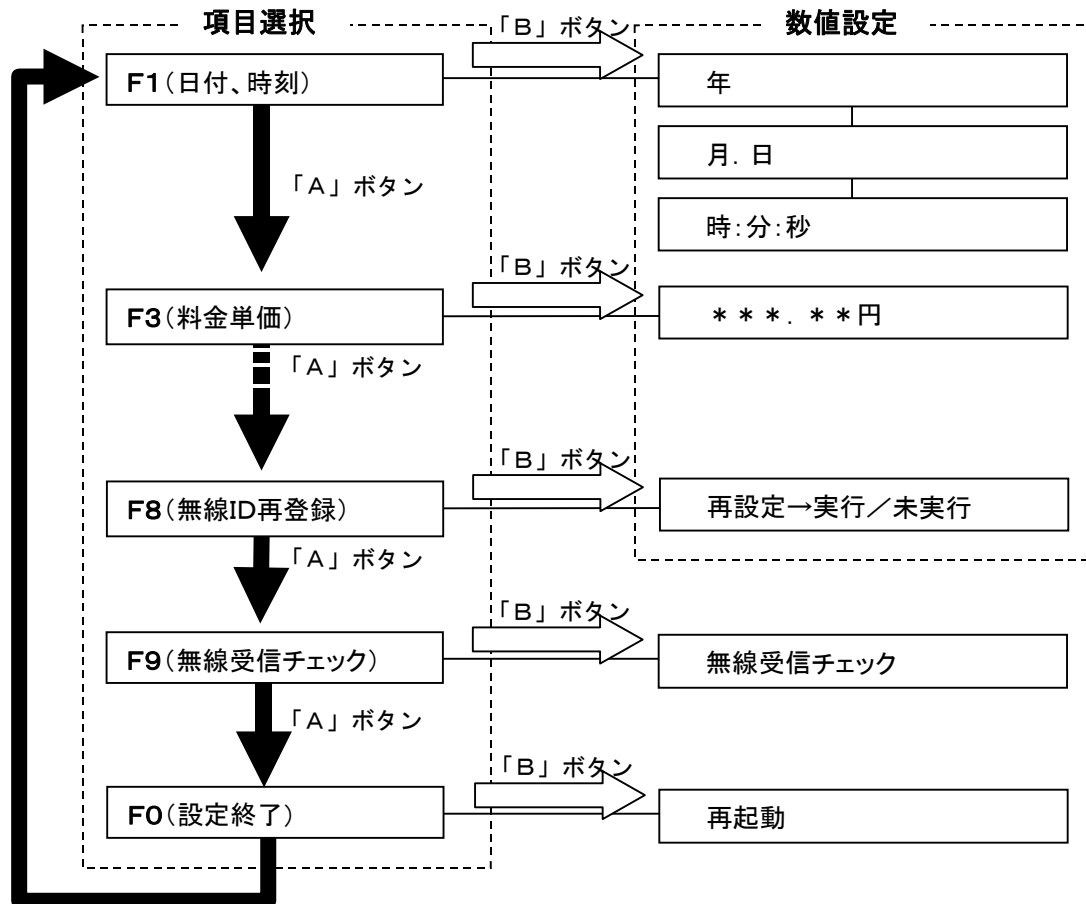 項目選択
「B」ボタン
数値設定
F1(日付、時刻)
年
月. 日
「A」ボタン
時:分:秒
「B」ボタン
F3(料金単価)
***. **円
「A」ボタン
「B」ボタン
F8(無線ID再登録)
再設定→実行/未実行
「A」ボタン
「B」ボタン
F9(無線受信チェック)
無線受信チェック
「A」ボタン
「B」ボタン
F0(設定終了)
再起動